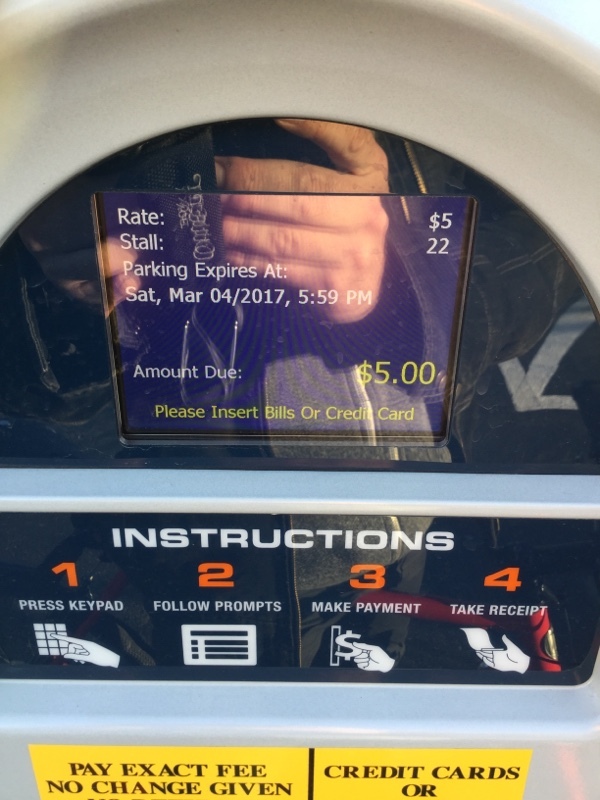 Rate: $5
Stall: 22
Parking Expires At:
Sat, Mar 04/2017, 5:59 PM
Amount Due: $5.00
Please Insert Bills Or Credit Card
INSTRUCTIONS
1 2 3 4
PRESS KEYPAD FOLLOW PROMPTS MAKE PAYMENT TAKE RECEIPT
PAY EXACT FEE
NO CHANGE GIVEN
CREDIT CARDS
OR